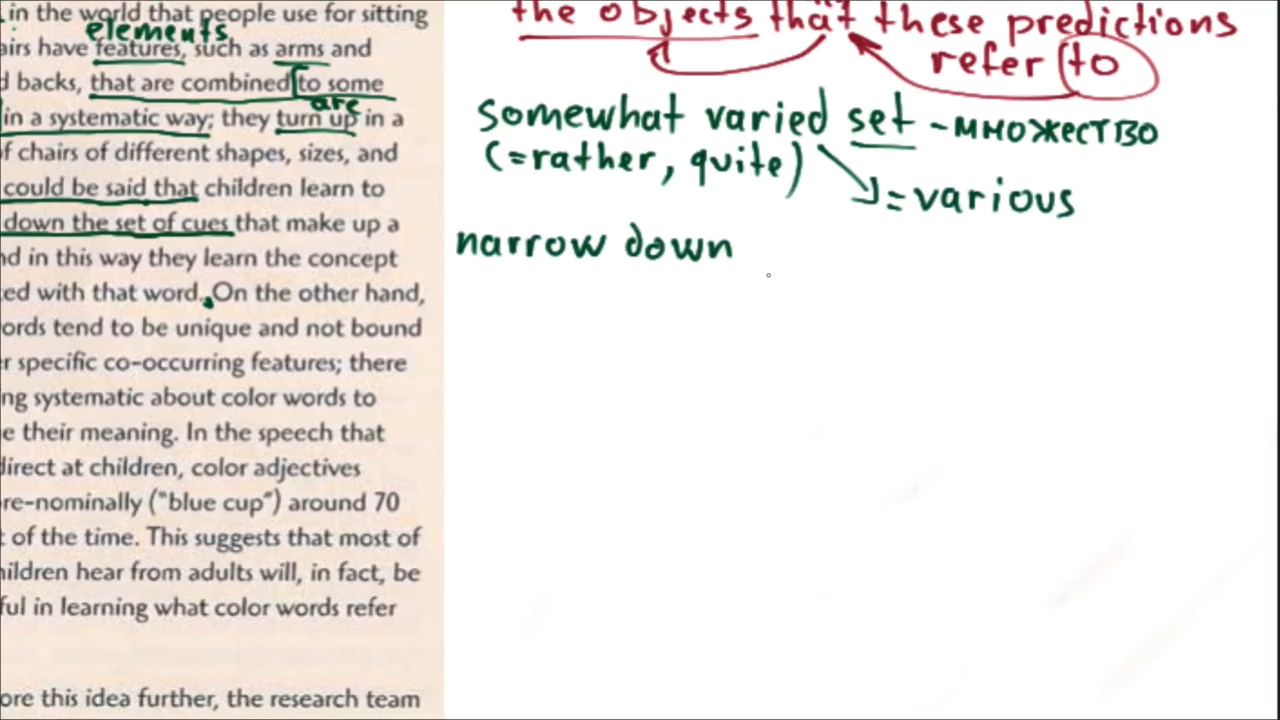 in the world that people use for sitting
elements
airs have features, such as arms and
d backs, that are combined to some
are
in a systematic way; they turn up in a
of chairs of different shapes, sizes, and
could be said that children learn to
down the set of cues that make up a
nd in this way they learn the concept
ted with that word. On the other hand,
ords tend to be unique and not bound
er specific co-occurring features; there
ng systematic about color words to
e their meaning. In the speech that
direct at children, color adjectives
re-nominally ("blue cup") around 70
t of the time. This suggests that most of
hildren hear from adults will, in fact, be
ful in learning what color words refer
ore this idea further, the research team
the objects that these predictions
refer to
somewhat varied set - множество
(=rather, quite)
= various
narrow down